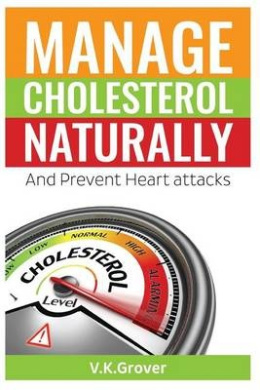 MANAGE
CHOLESTEROL
NATURALLY
And Prevent Heart attacks
LOW
NORMAL
HIGH
CHOLESTEROL
Level
V.K.Grover